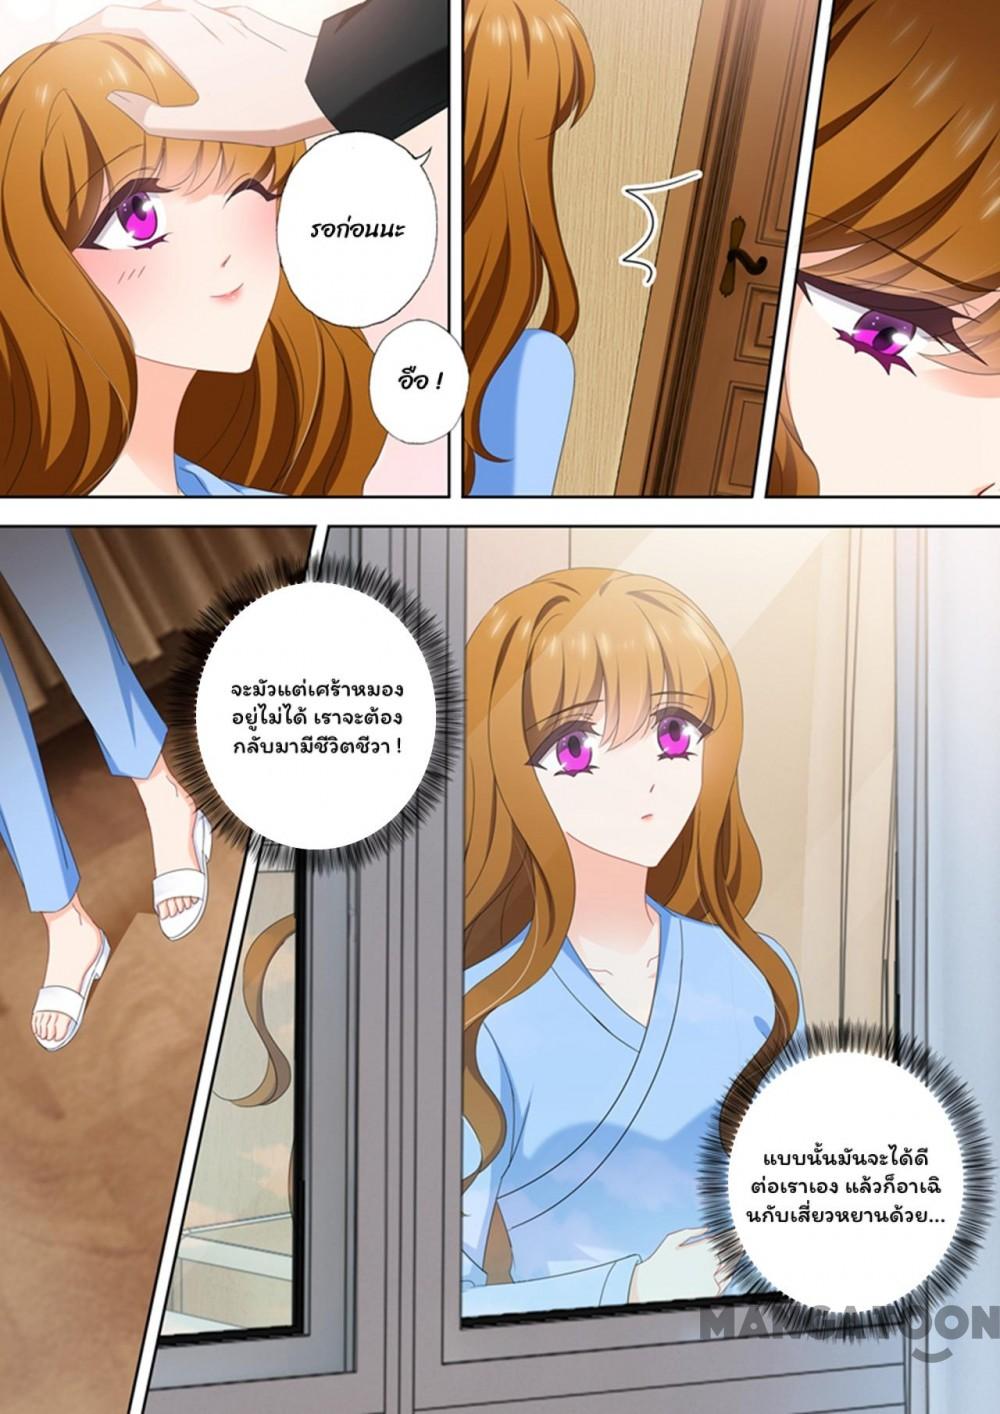 รอก่อนนะ
อือ !
จะมัวแต่เศร้าหมอง
อยู่ไม่ได้ เราจะต้อง
กลับมามีชีวิตชีวา !
แบบนั้นมันจะได้ดี
ต่อเราเอง แล้วก็อาเฉิ
นกับเสี่ยวหยานด้วย...
MANGATOON